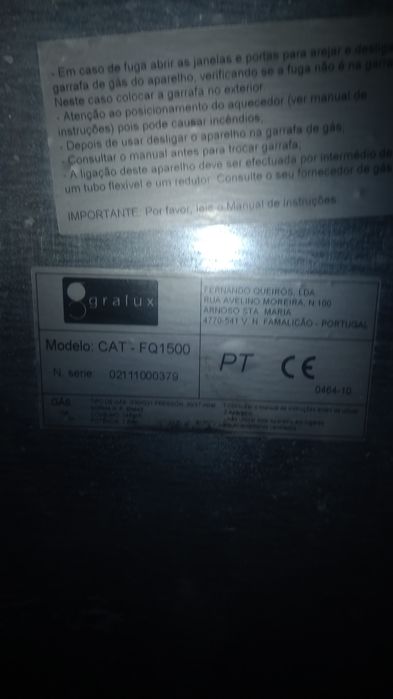 - Em caso de fuga abrir as janelas e portas para arejar e desligar
garrafa de gás do aparelho, verificando se a fuga não é na garrafa
Neste caso colocar a garrafa no exterior
- Atenção ao posicionamento do aquecedor (ver manual de
instruções) pois pode causar incêndios;
- Depois de usar desligar o aparelho na garrafa de gás;
- Consultar o manual antes para trocar garrafa;
- A ligação deste aparelho deve ser efectuada por intermédio de
um tubo flexível e um redutor. Consulte o seu fornecedor de gás
IMPORTANTE: Por favor, leia o Manual de Instruções
gralux
FERNANDO QUEIRÓS, LDA
RUA AVELINO MOREIRA, N.100
ARNOSO STA. MARIA
4770-541 V. N. FAMALICÃO - PORTUGAL
Modelo: CAT - FQ1500
N. série: 02111000379
PT CE
0464-10
GÁS